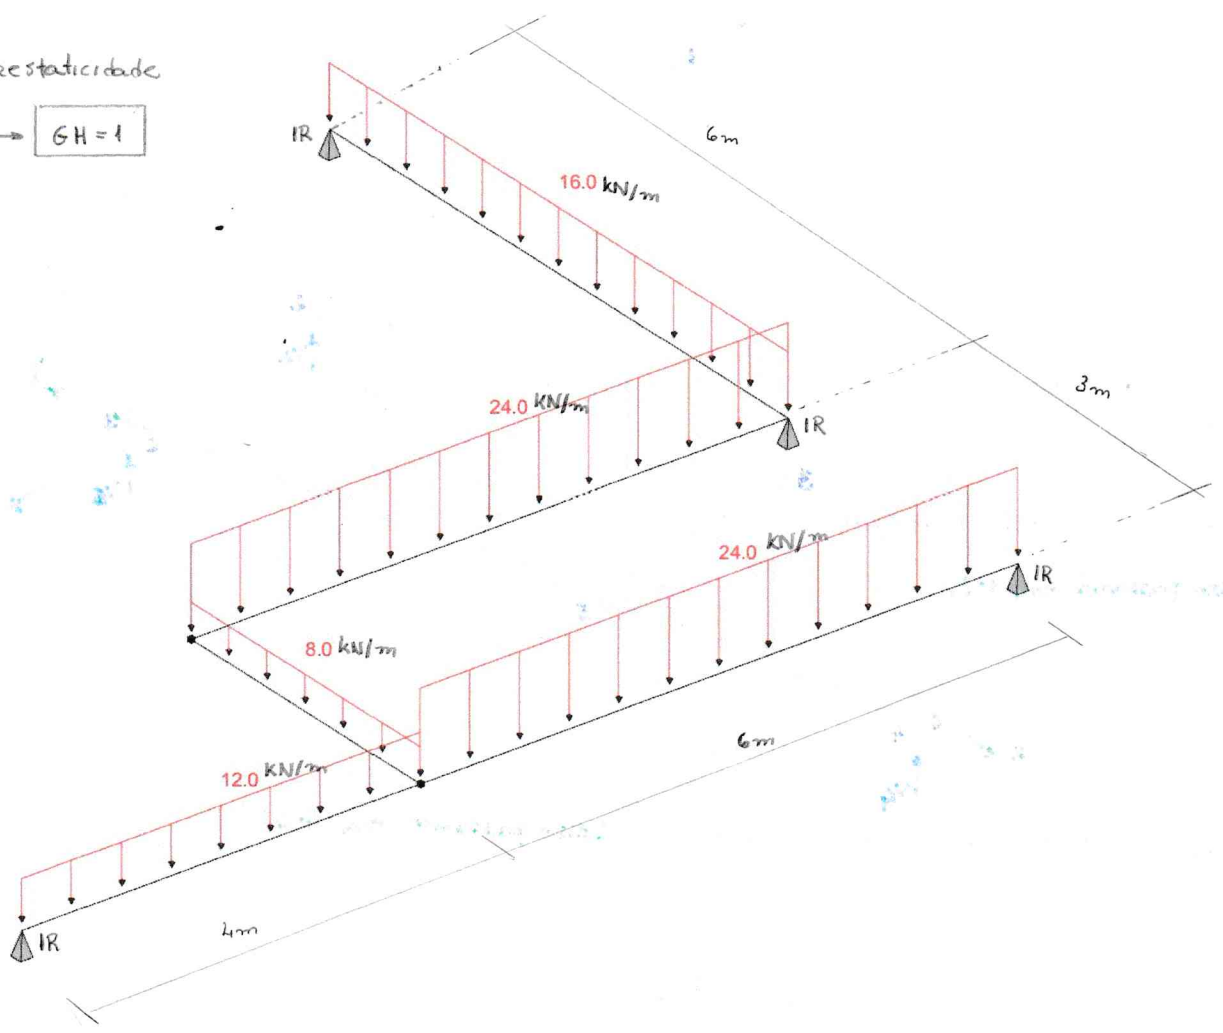 restaticidade
→ GH = 1
IR
6m
16.0 kN/m
3m
24.0 kN/m
IR
24.0 kN/m
IR
8.0 kN/m
6m
12.0 kN/m
4m
IR